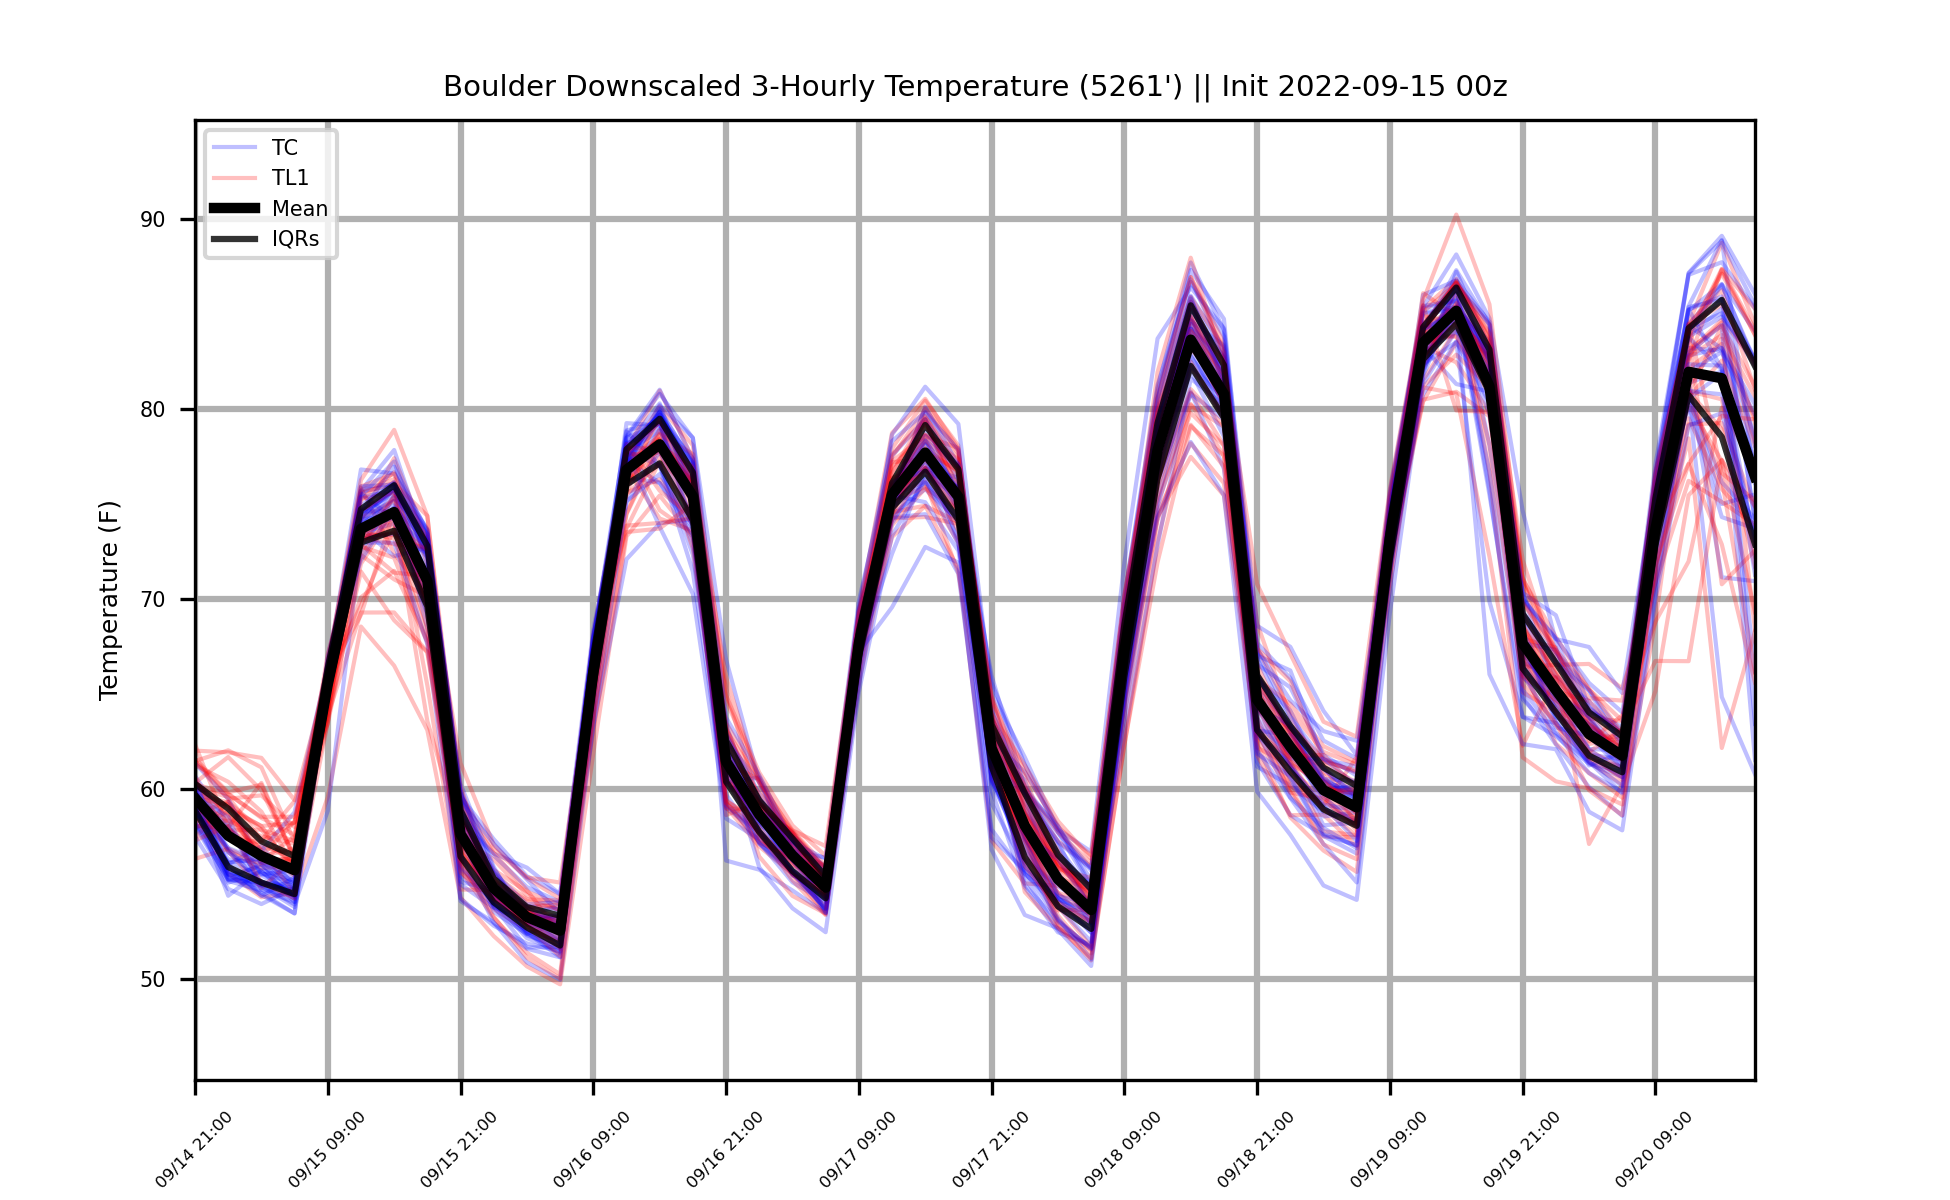 Boulder Downscaled 3-Hourly Temperature (5261') || Init 2022-09-15 00z
TC
TL1
Mean
IQRs
Temperature (F)
90
80
70
60
50
09/14 21:00
09/15 09:00
09/15 21:00
09/16 09:00
09/16 21:00
09/17 09:00
09/17 21:00
09/18 09:00
09/18 21:00
09/19 09:00
09/19 21:00
09/20 09:00